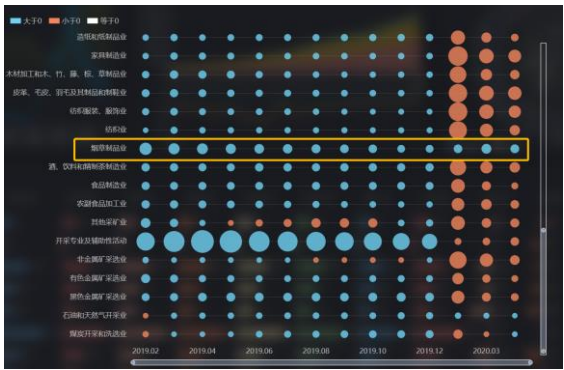 大于0 小于0 等于0
造纸和纸制品业
家具制造业
木材加工和木、竹、藤、棕、草制品业
皮革、毛皮、羽毛及其制品和制鞋业
纺织服装、服饰业
纺织业
烟草制品业
酒、饮料和精制茶制造业
食品制造业
农副食品加工业
其他采矿业
开采专业及辅助性活动
非金属矿采选业
有色金属矿采选业
黑色金属矿采选业
石油和天然气开采业
煤炭开采和洗选业
2019.02 2019.04 2019.06 2019.08 2019.10 2019.12 2020.03